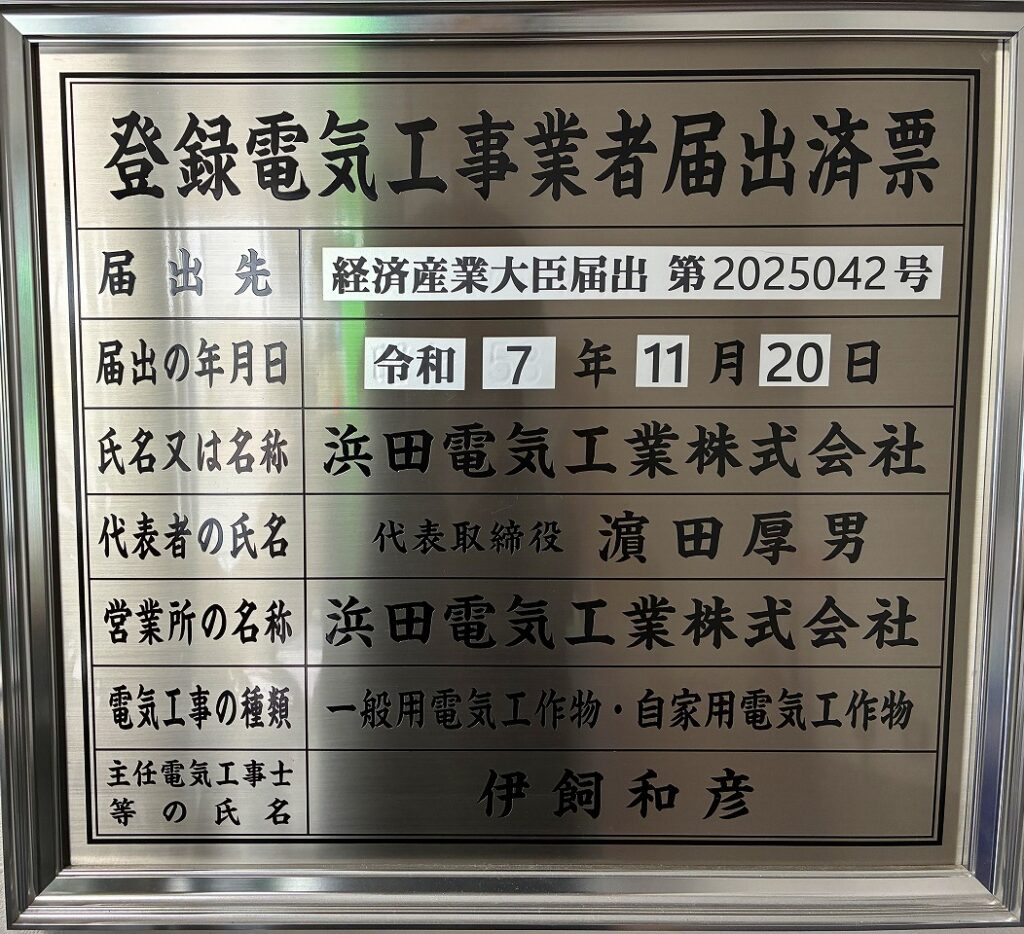 登録電気工事業者届出済票
届出先 経済産業大臣届出 第2025042号
届出の年月日 令和 7 年 11 月 20 日
氏名又は名称 浜田電気工業株式会社
代表者の氏名 代表取締役 濵田厚男
営業所の名称 浜田電気工業株式会社
電気工事の種類 一般用電気工作物・自家用電気工作物
主任電気工事士
等の氏名 伊飼和彦